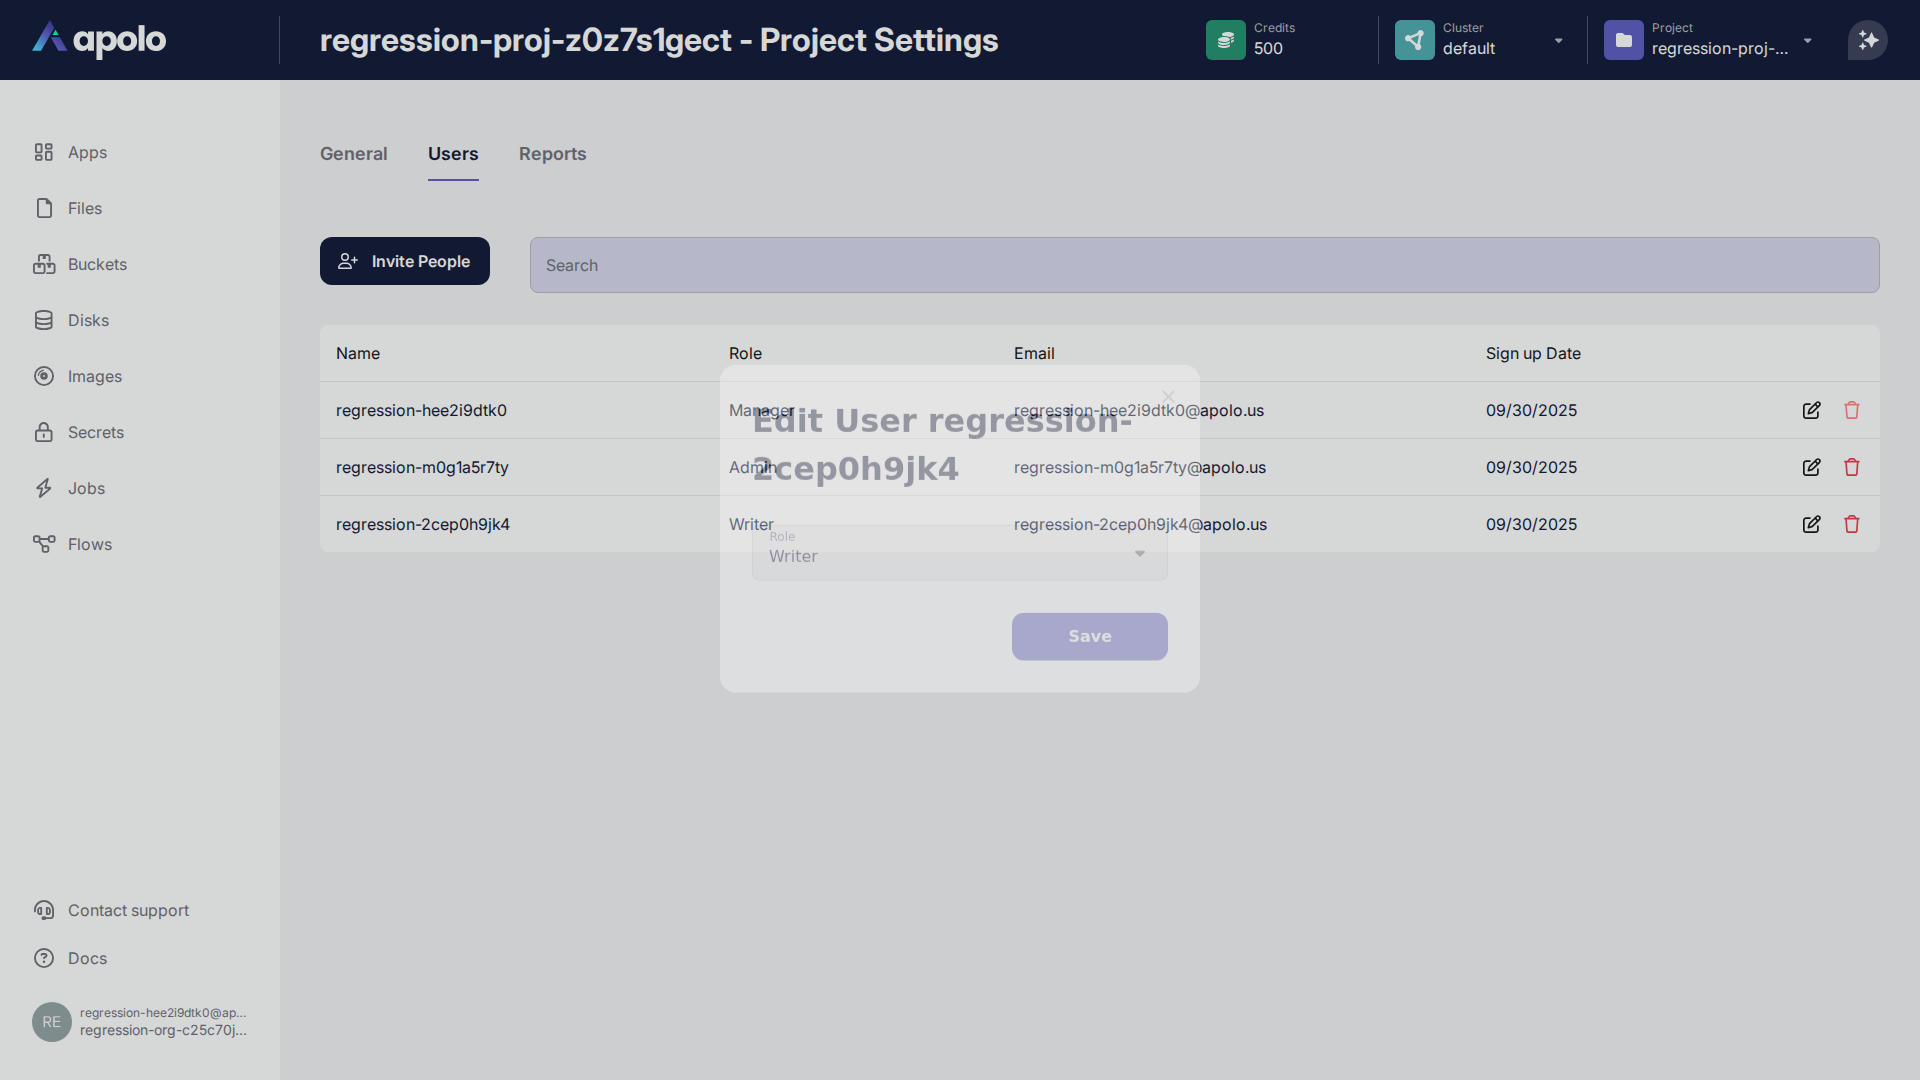 apolo
regression-proj-z0z7s1gect - Project Settings
Credits
500
Cluster
default
Project
regression-proj-...
Apps
Files
Buckets
Disks
Images
Secrets
Jobs
Flows
Contact support
Docs
RE
regression-hee2i9dtk0@ap...
regression-org-c25c70j...
General Users Reports
Invite People
Search
Name Role Email Sign up Date
regression-hee2i9dtk0 Manager regression-hee2i9dtk0@apolo.us 09/30/2025
regression-m0g1a5r7ty Admin regression-m0g1a5r7ty@apolo.us 09/30/2025
regression-2cep0h9jk4 Writer regression-2cep0h9jk4@apolo.us 09/30/2025
Edit User regression-
2cep0h9jk4
Role
Writer
Save